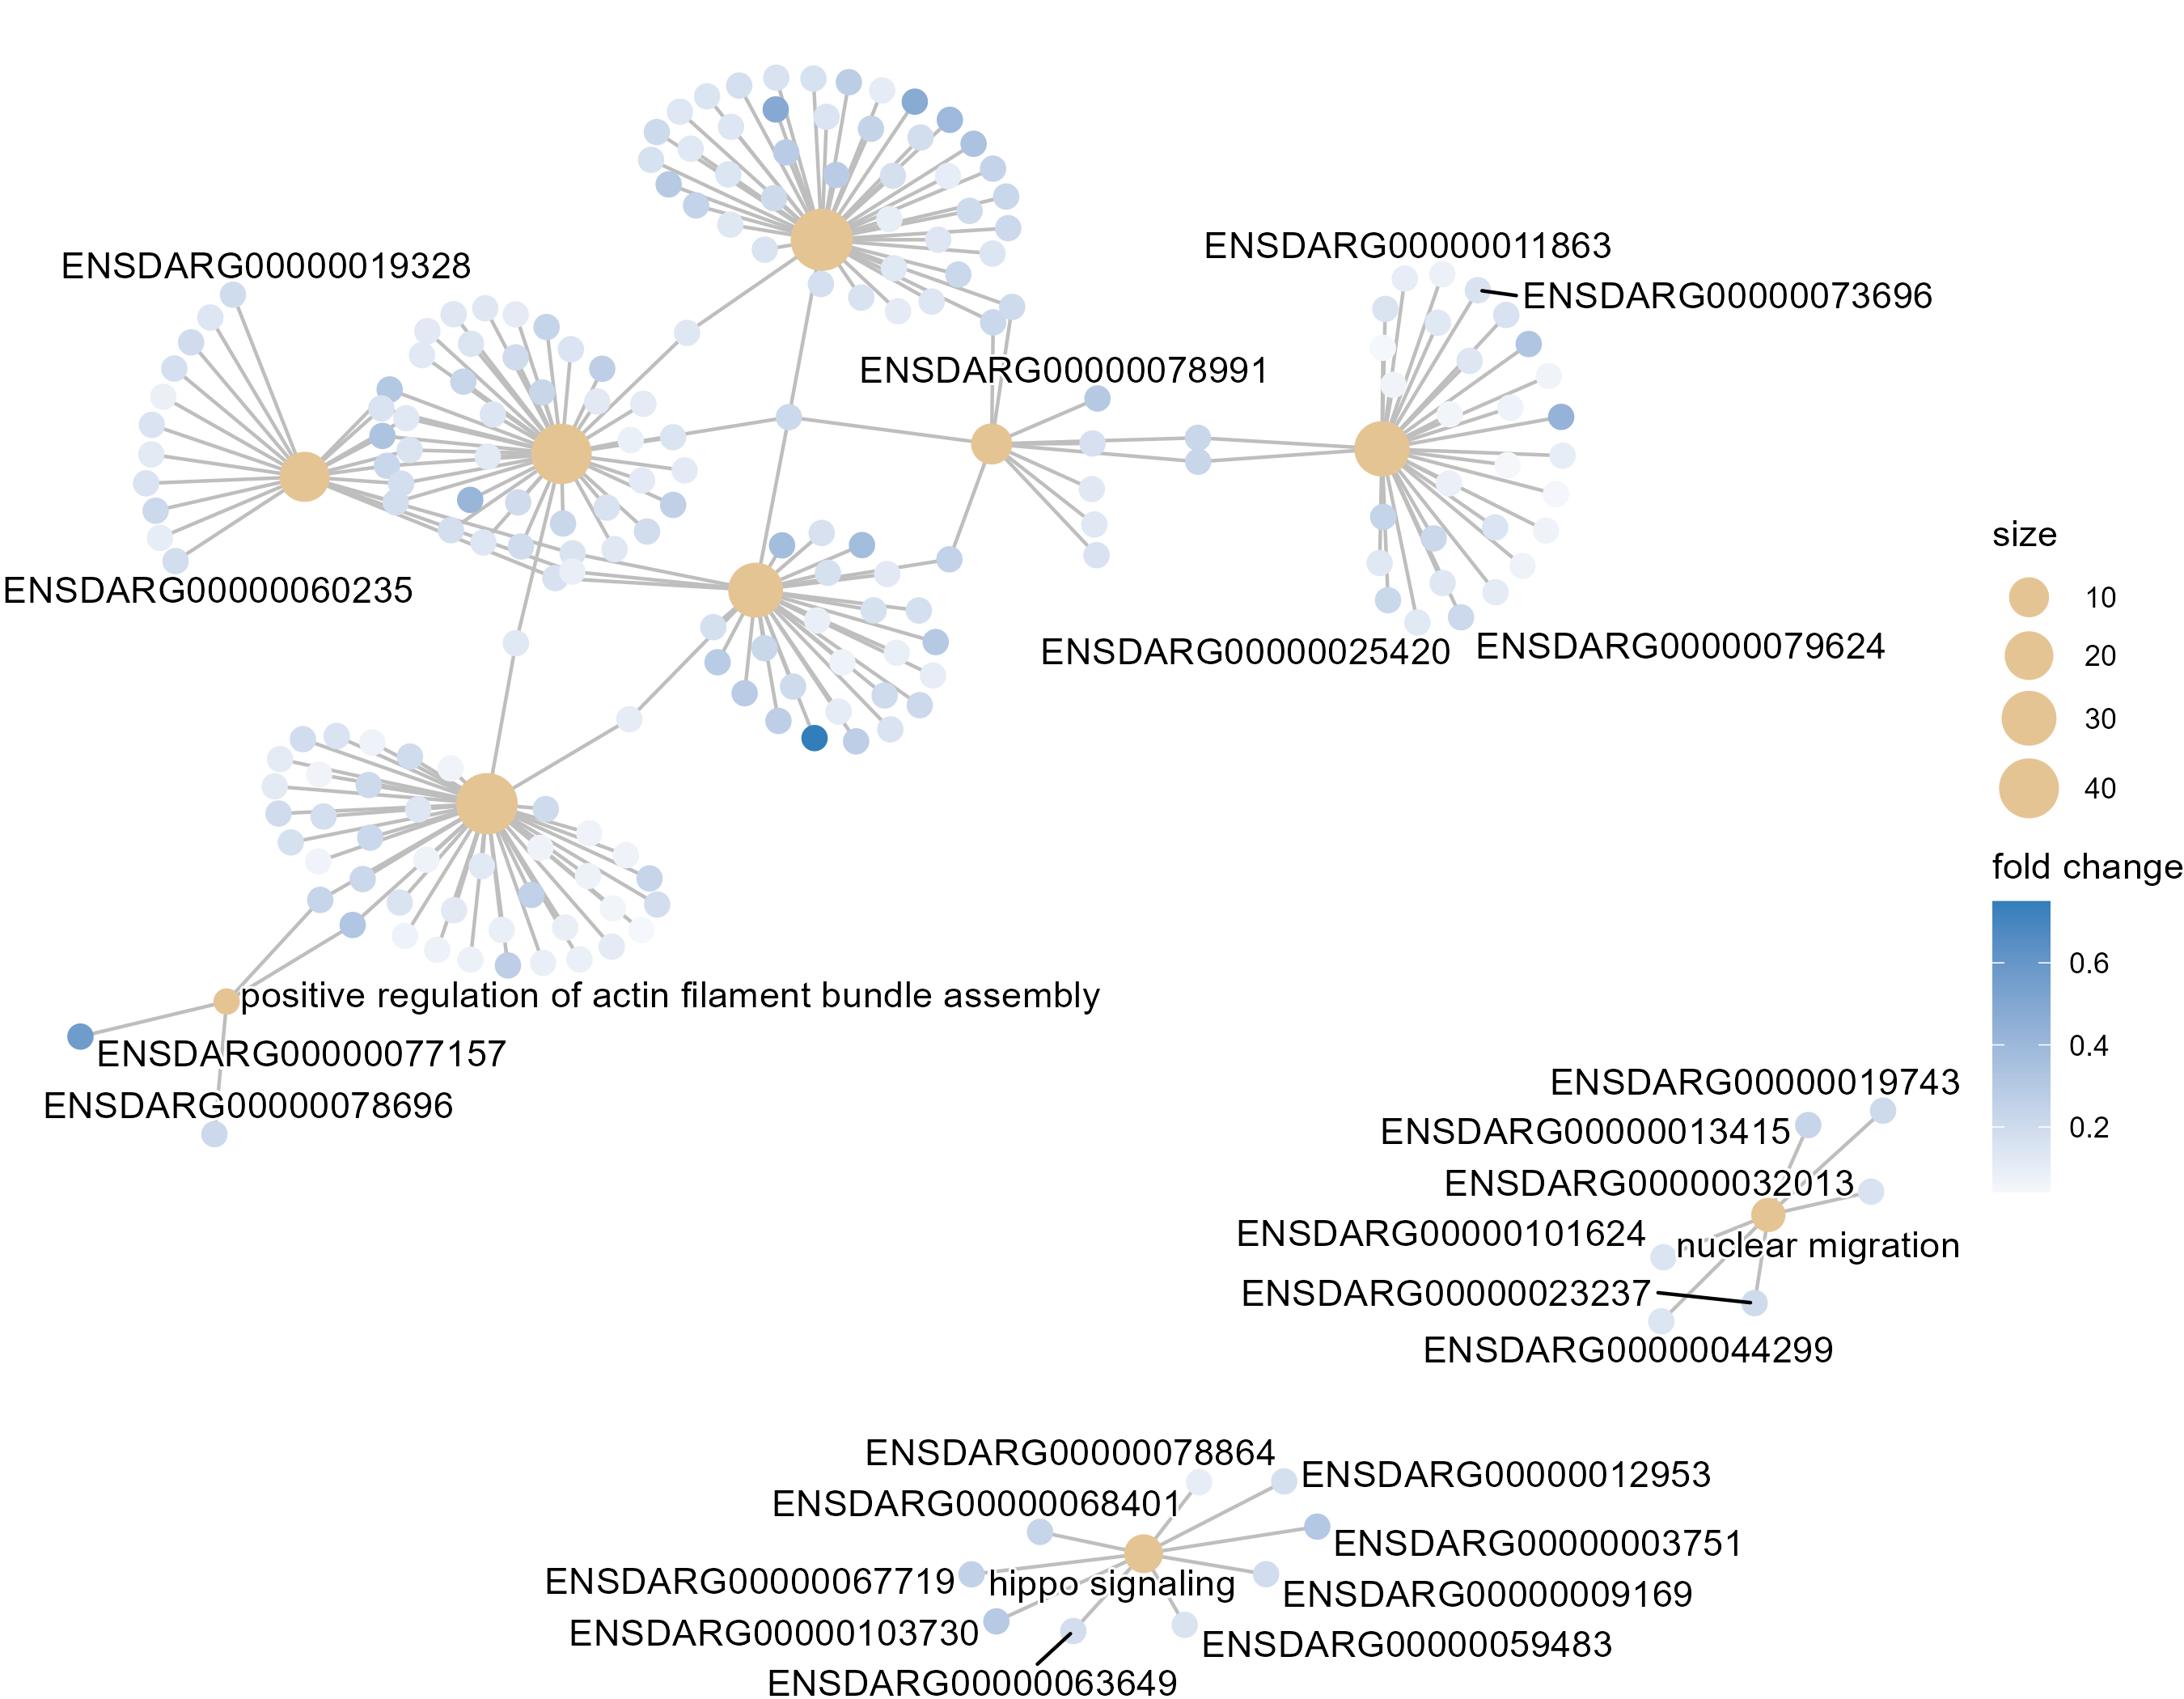 ENSDARG00000011863
ENSDARG00000019328
ENSDARG00000073696
ENSDARG00000078991
ENSDARG00000060235
ENSDARG00000025420
ENSDARG00000079624
size
10
20
30
40
fold change
0.6
0.4
0.2
positive regulation of actin filament bundle assembly
ENSDARG00000077157
ENSDARG00000078696
ENSDARG00000019743
ENSDARG00000013415
ENSDARG00000032013
ENSDARG00000101624
nuclear migration
ENSDARG00000023237
ENSDARG00000044299
ENSDARG00000078864
ENSDARG00000012953
ENSDARG00000068401
ENSDARG00000003751
ENSDARG00000067719
hippo signaling
ENSDARG00000009169
ENSDARG00000103730
ENSDARG00000059483
ENSDARG00000063649